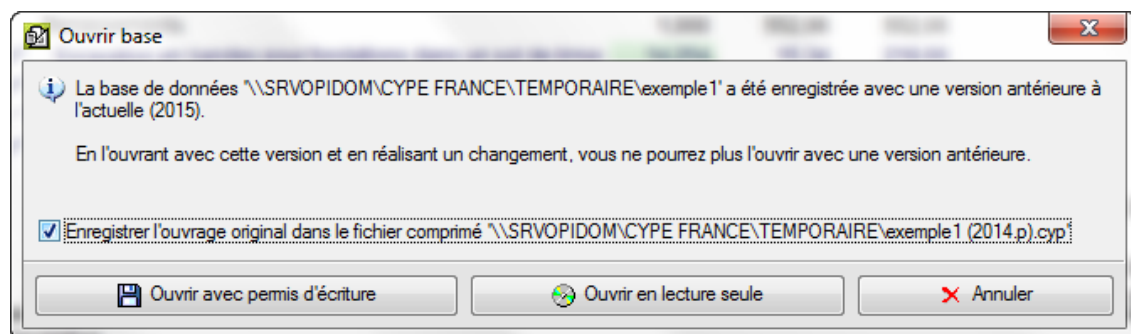 Ouvrir base
La base de données "\\SRVOPIDOM\CYPE FRANCE\TEMPORAIRE\exemple1" a été enregistrée avec une version antérieure à
l'actuelle (2015).
En l'ouvrant avec cette version et en réalisant un changement, vous ne pourrez plus l'ouvrir avec une version antérieure.
Enregistrer l'ouvrage original dans le fichier comprimé "\\SRVOPIDOM\CYPE FRANCE\TEMPORAIRE\exemple1 (2014.p).cyp"
Ouvrir avec permis d'écriture
Ouvrir en lecture seule
Annuler